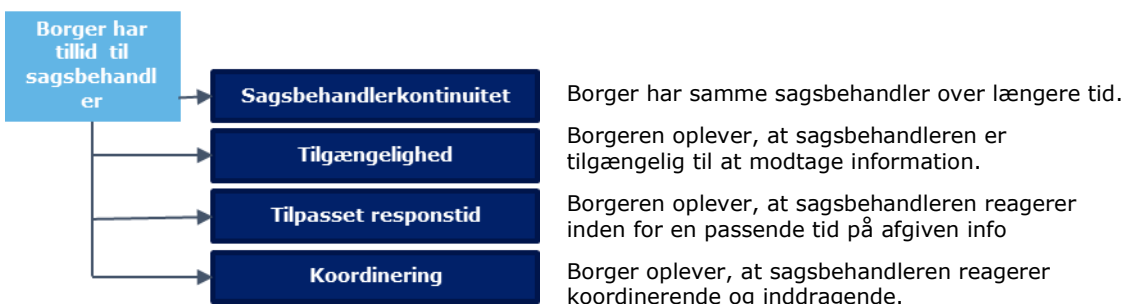 Borger har
tillid til
sagsbehandl
er
Sagsbehandlerkontinuitet
Borger har samme sagsbehandler over længere tid.
Tilgængelighed
Borgeren oplever, at sagsbehandleren er
tilgængelig til at modtage information.
Tilpasset responstid
Borgeren oplever, at sagsbehandleren reagerer
inden for en passende tid på afgiven info
Koordinering
Borger oplever, at sagsbehandleren reagerer
koordinerende og inddragende.